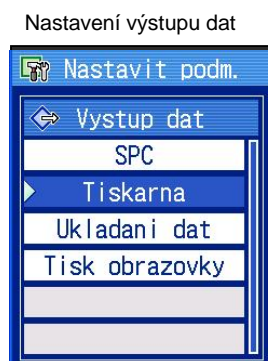 Nastavení výstupu dat
Nastavit podm.
Vystup dat
SPC
Tiskarna
Ukladani dat
Tisk obrazovky